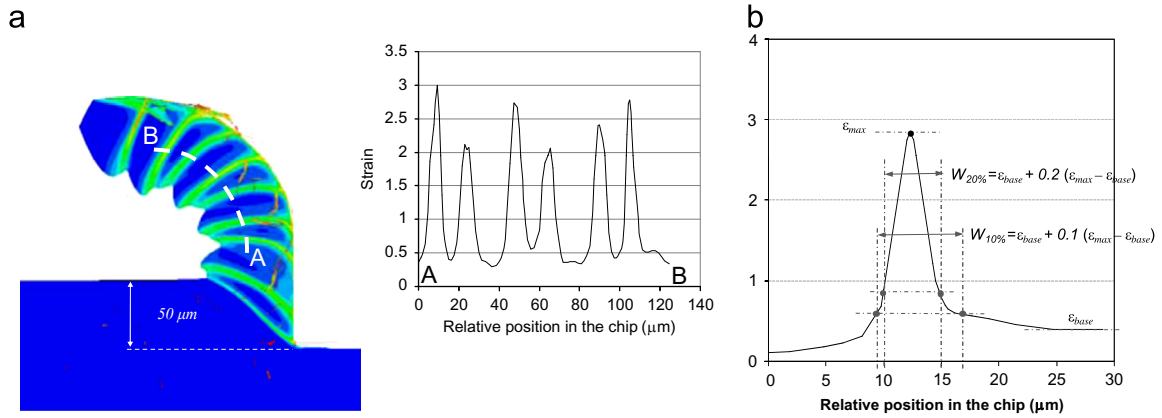 a
B
A
50 μm
3.5
3
2.5
2
1.5
1
0.5
0
Strain
A
B
0 20 40 60 80 100 120 140
Relative position in the chip (μm)
b
4
3
2
1
0
εmax
W20%=εbase + 0.2 (εmax − εbase)
W10%=εbase + 0.1 (εmax − εbase)
εbase
0 5 10 15 20 25 30
Relative position in the chip (μm)